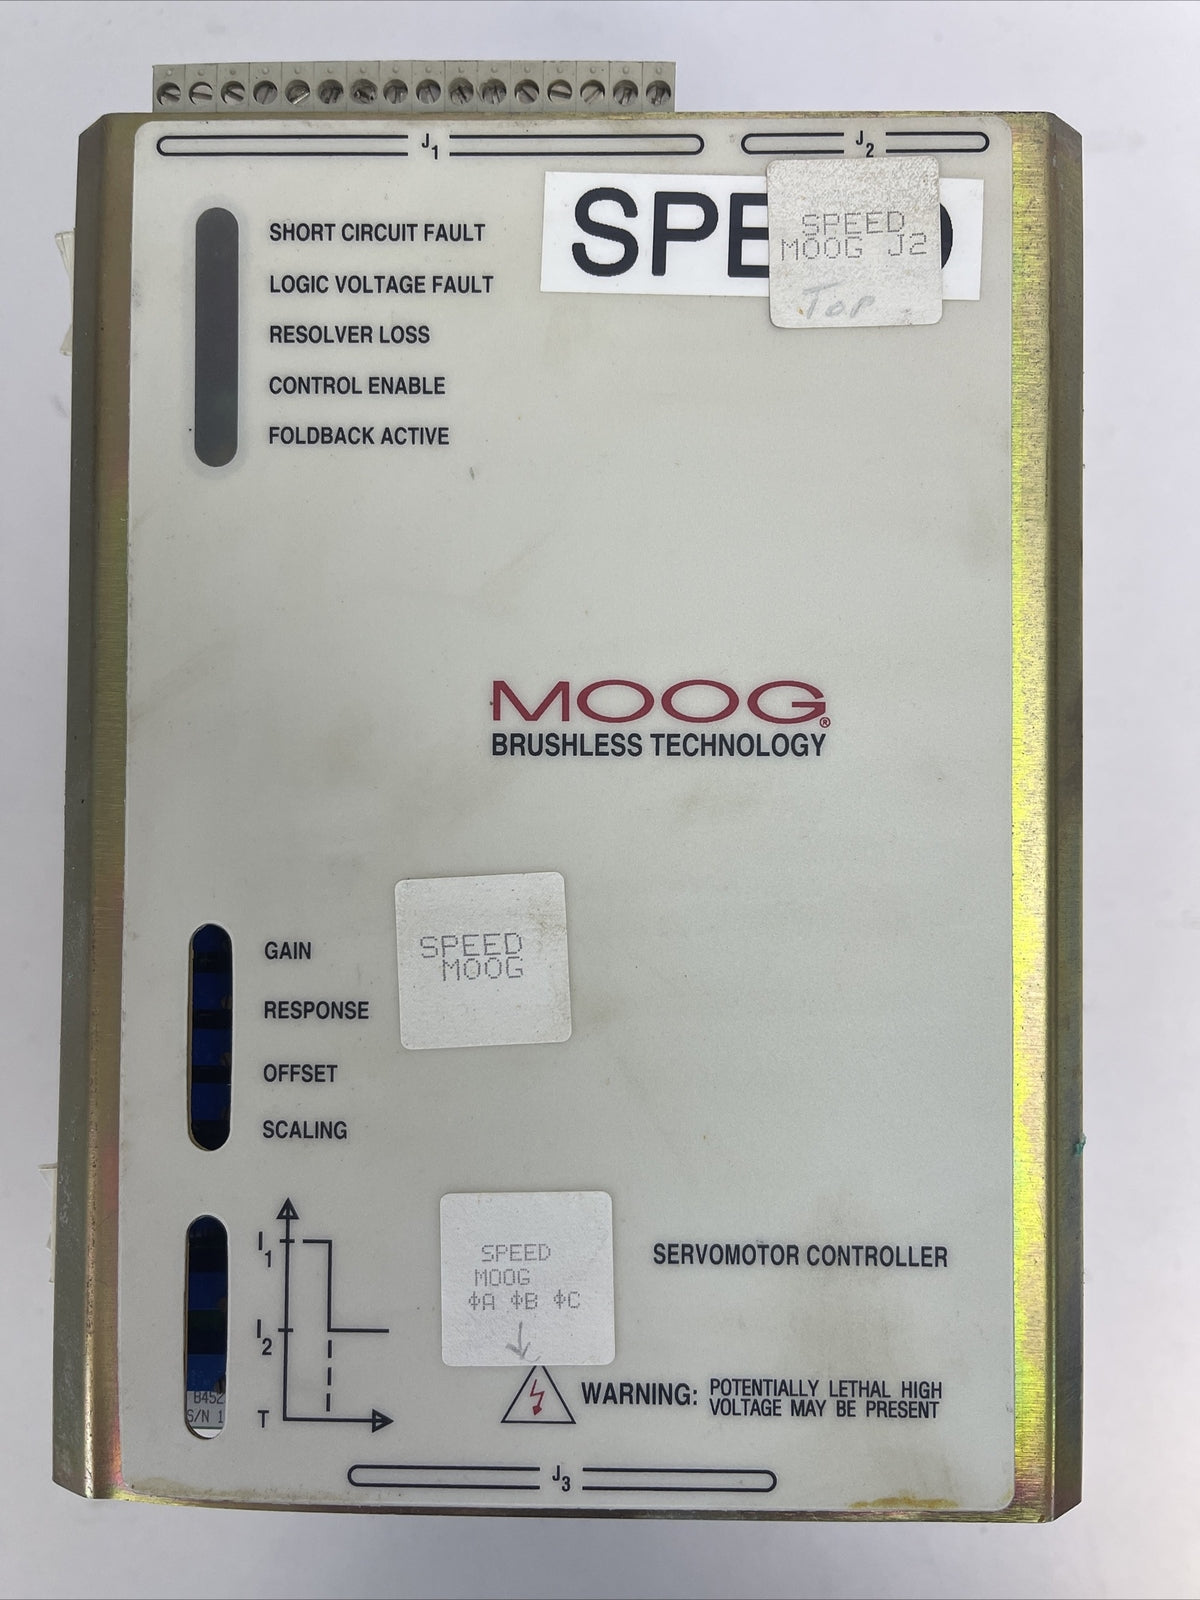 J1
J2
SHORT CIRCUIT FAULT
LOGIC VOLTAGE FAULT
RESOLVER LOSS
CONTROL ENABLE
FOLDBACK ACTIVE
SPE D
SPEED
MOOG J2
TOP
MOOG®
BRUSHLESS TECHNOLOGY
GAIN
RESPONSE
OFFSET
SCALING
SPEED
MOOG
I1
I2
T
B452
S/N 1
SPEED
MOOG
ΦA ΦB ΦC
SERVOMOTOR CONTROLLER
WARNING: POTENTIALLY LETHAL HIGH
VOLTAGE MAY BE PRESENT
J3